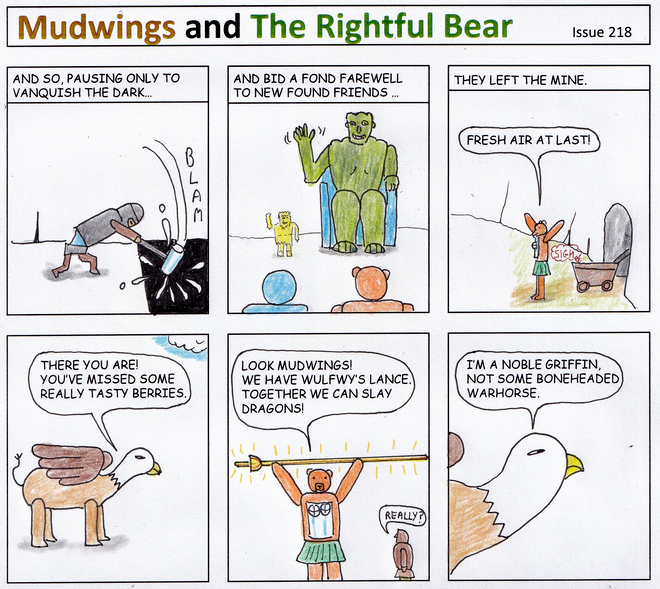 Mudwings and The Rightful Bear
Issue 218
AND SO, PAUSING ONLY TO
VANQUISH THE DARK...
BLAM
AND BID A FOND FAREWELL
TO NEW FOUND FRIENDS ...
THEY LEFT THE MINE.
FRESH AIR AT LAST!
SIGH
THERE YOU ARE!
YOU'VE MISSED SOME
REALLY TASTY BERRIES.
LOOK MUDWINGS!
WE HAVE WULFWY'S LANCE.
TOGETHER WE CAN SLAY
DRAGONS!
REALLY?
I'M A NOBLE GRIFFIN,
NOT SOME BONEHEADED
WARHORSE.